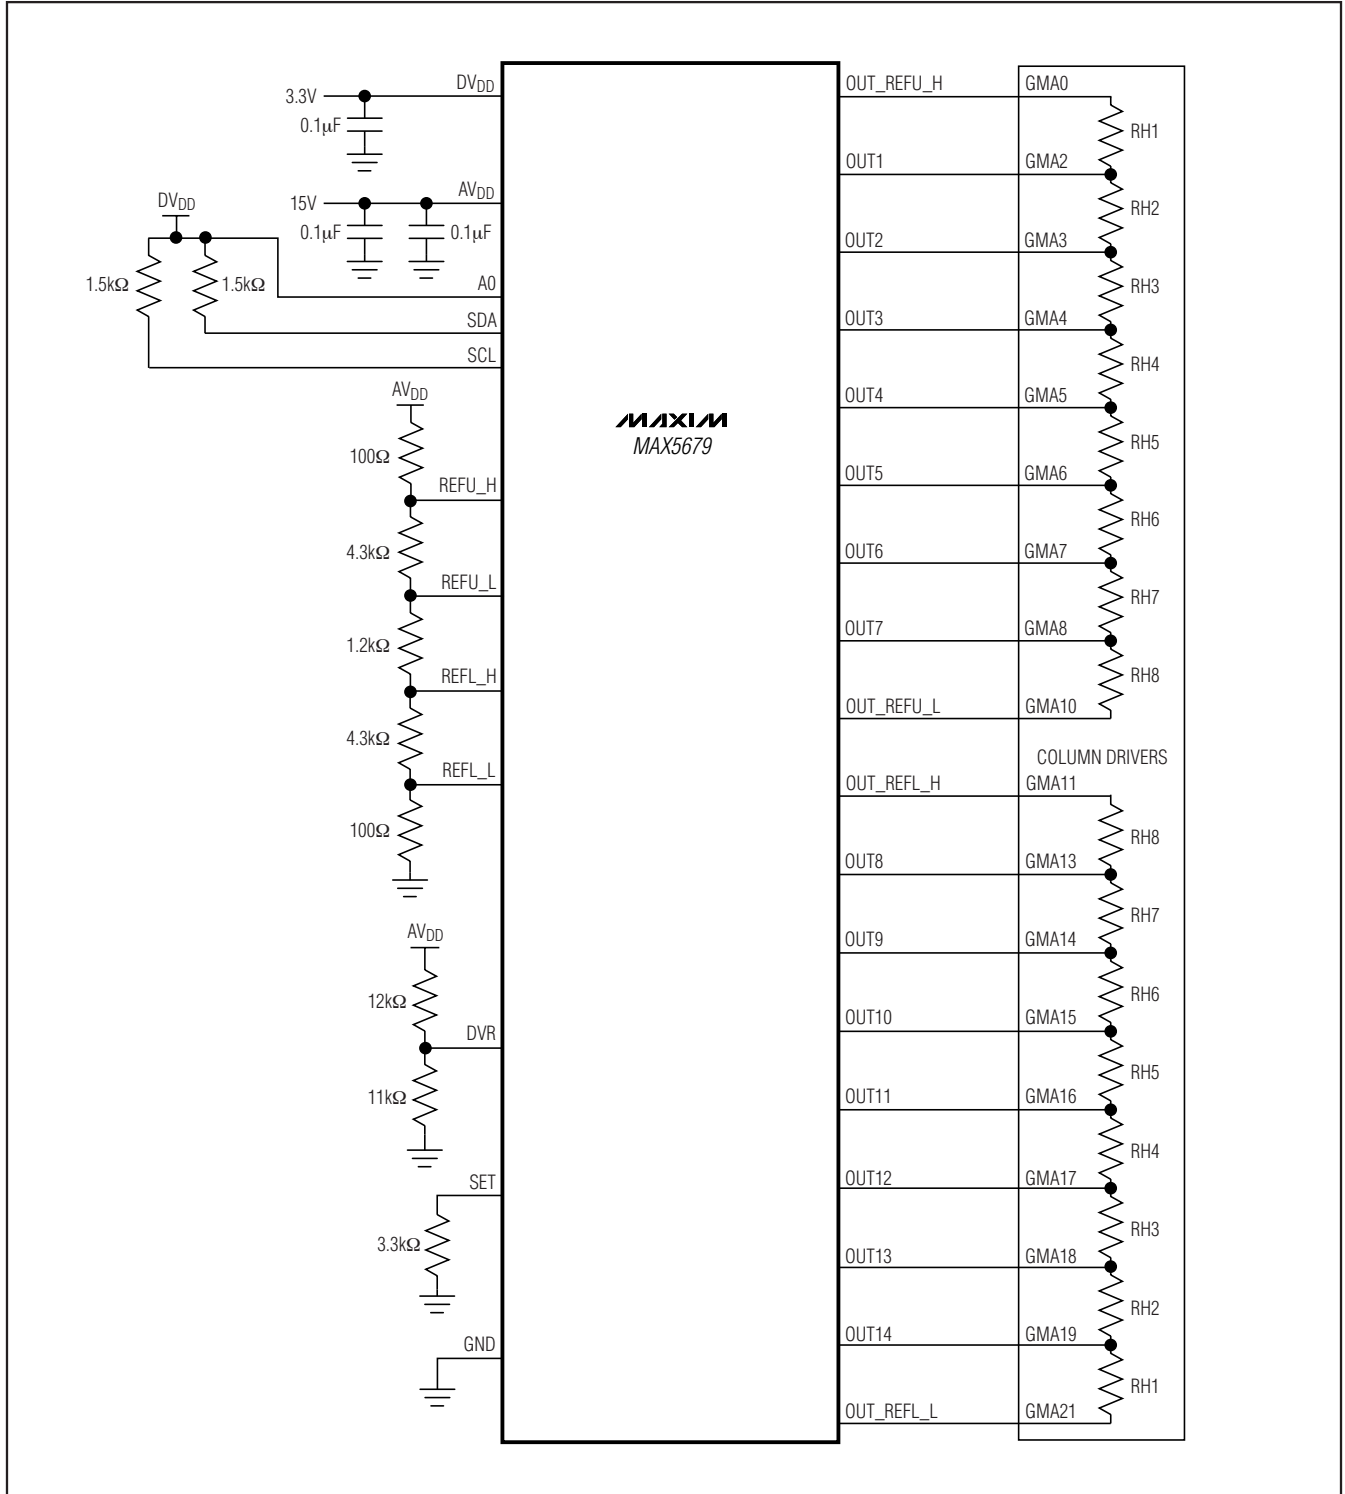 DVDD
3.3V
0.1µF
AVDD
15V
0.1µF
0.1µF
DVDD
1.5kΩ
1.5kΩ
A0
SDA
SCL
AVDD
100Ω
REFU_H
4.3kΩ
REFU_L
1.2kΩ
REFL_H
4.3kΩ
REFL_L
100Ω
AVDD
12kΩ
DVR
11kΩ
SET
3.3kΩ
GND
MAXIM
MAX5679
OUT_REFU_H GMA0
RH1
OUT1 GMA2
RH2
OUT2 GMA3
RH3
OUT3 GMA4
RH4
OUT4 GMA5
RH5
OUT5 GMA6
RH6
OUT6 GMA7
RH7
OUT7 GMA8
RH8
OUT_REFU_L GMA10
COLUMN DRIVERS
OUT_REFL_H GMA11
RH8
OUT8 GMA13
RH7
OUT9 GMA14
RH6
OUT10 GMA15
RH5
OUT11 GMA16
RH4
OUT12 GMA17
RH3
OUT13 GMA18
RH2
OUT14 GMA19
RH1
OUT_REFL_L GMA21